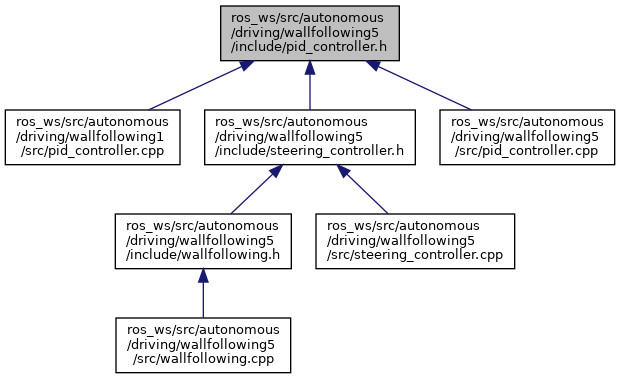 ros_ws/src/autonomous
/driving/wallfollowing5
/include/pid_controller.h
ros_ws/src/autonomous
/driving/wallfollowing1
/src/pid_controller.cpp
ros_ws/src/autonomous
/driving/wallfollowing5
/include/steering_controller.h
ros_ws/src/autonomous
/driving/wallfollowing5
/src/pid_controller.cpp
ros_ws/src/autonomous
/driving/wallfollowing5
/include/wallfollowing.h
ros_ws/src/autonomous
/driving/wallfollowing5
/src/steering_controller.cpp
ros_ws/src/autonomous
/driving/wallfollowing5
/src/wallfollowing.cpp